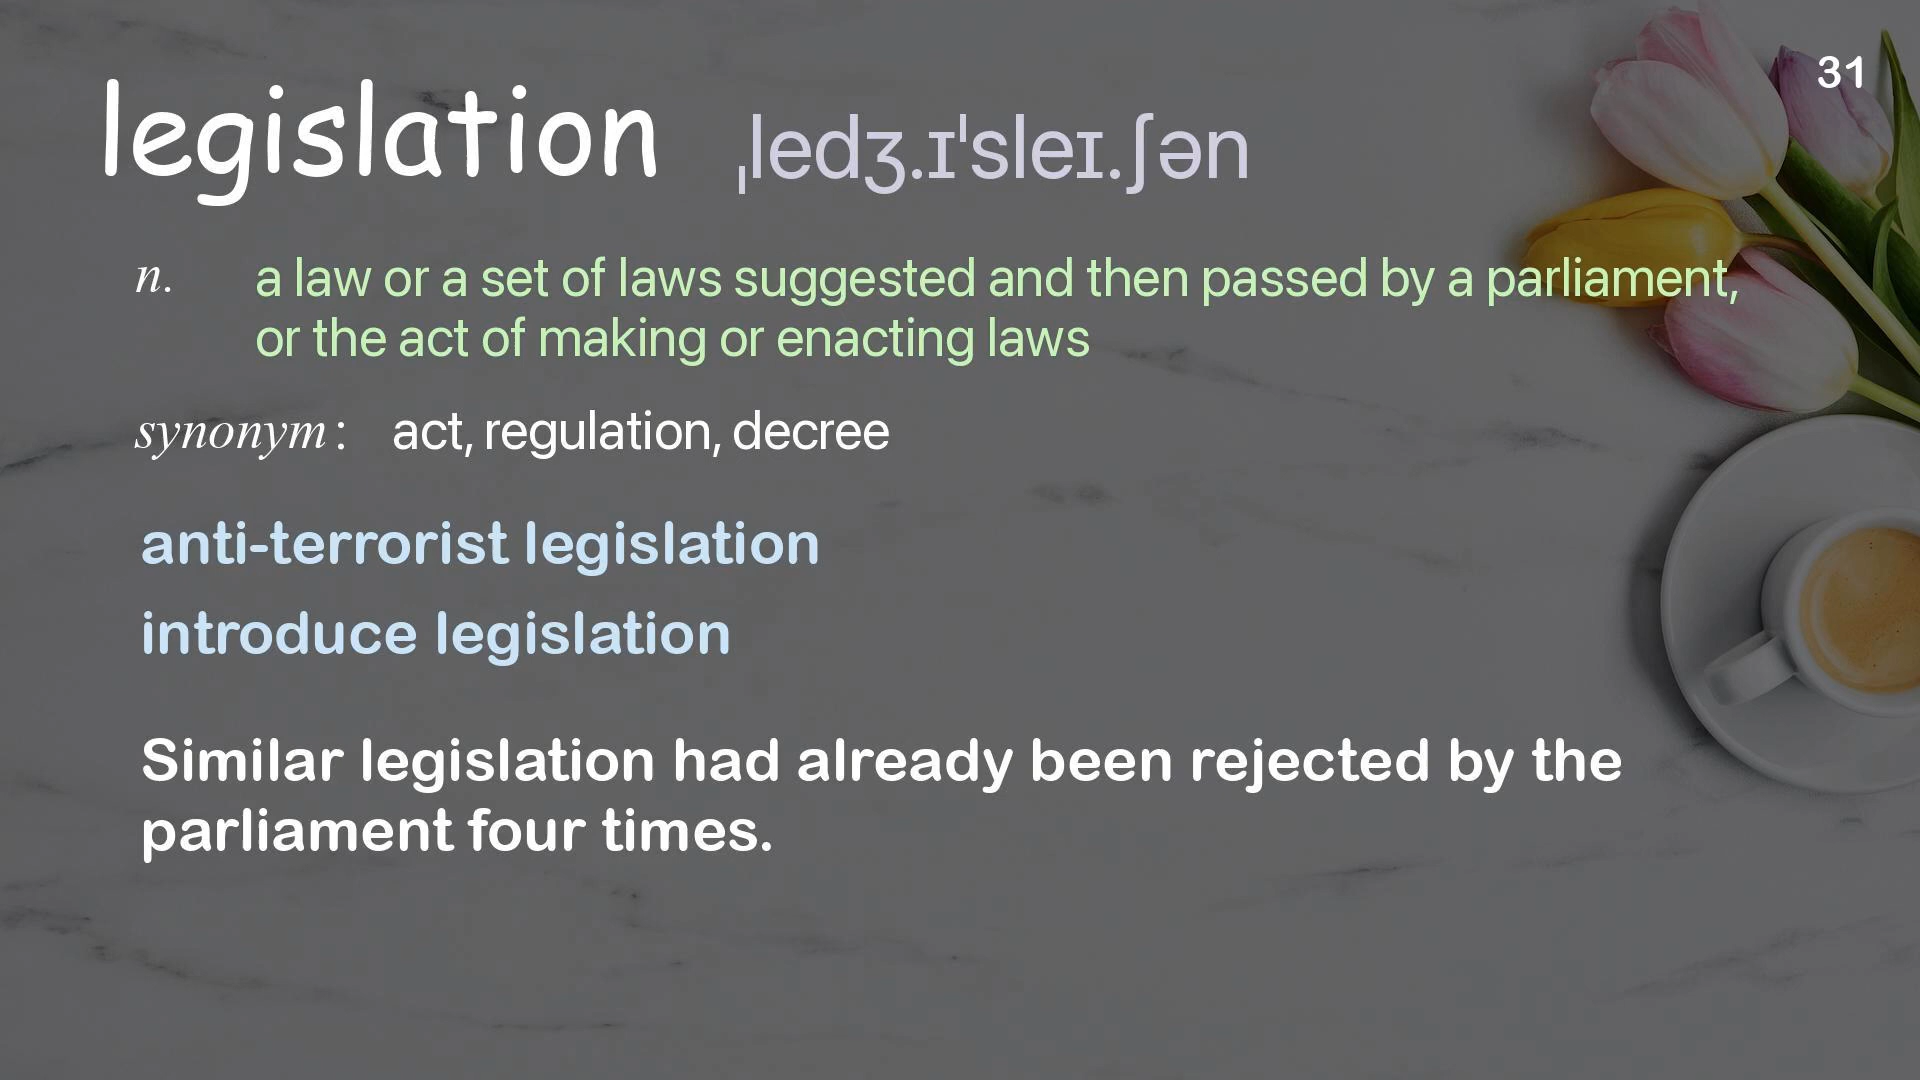 31
legislation ˌledʒ.ɪˈsleɪ.ʃən
n. a law or a set of laws suggested and then passed by a parliament,
or the act of making or enacting laws
synonym: act, regulation, decree
anti-terrorist legislation
introduce legislation
Similar legislation had already been rejected by the
parliament four times.